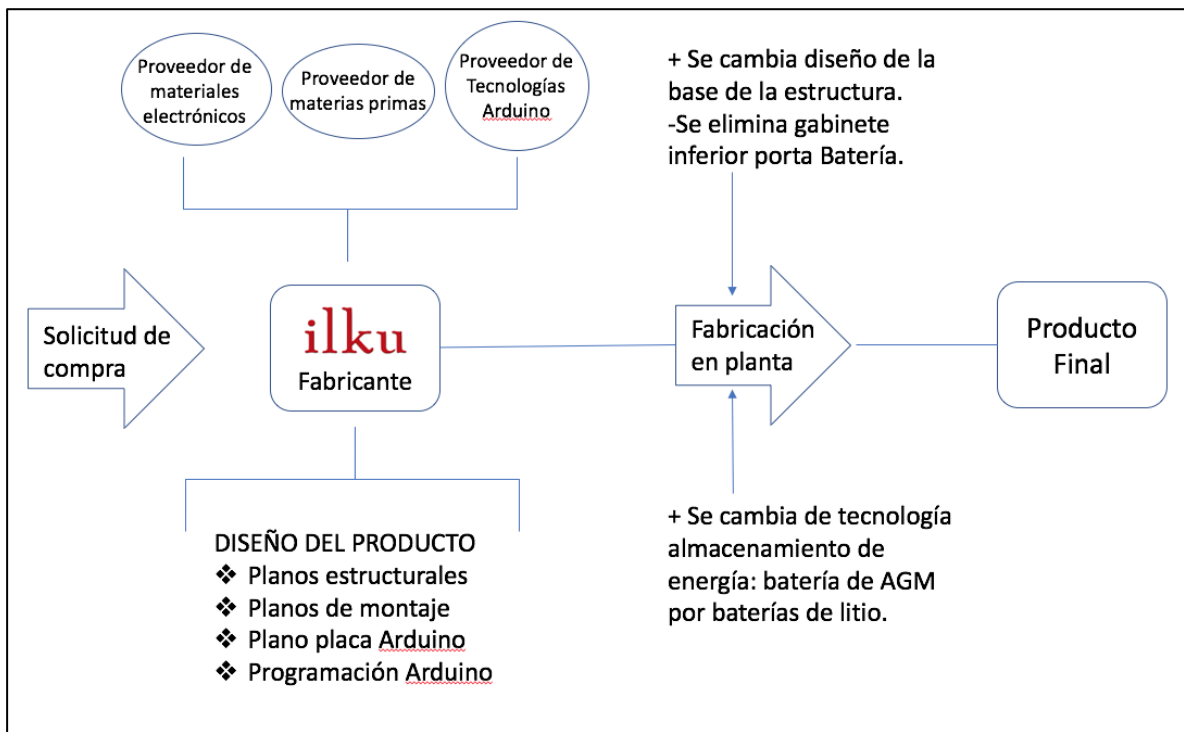 Proveedor de
materiales
electrónicos
Proveedor de
materias primas
Proveedor de
Tecnologías
Arduino
+ Se cambia diseño de la
base de la estructura.
-Se elimina gabinete
inferior porta Batería.
Solicitud de
compra
ilku
Fabricante
Fabricación
en planta
Producto
Final
DISEÑO DEL PRODUCTO
❖ Planos estructurales
❖ Planos de montaje
❖ Plano placa Arduino
❖ Programación Arduino
+ Se cambia de tecnología
almacenamiento de
energía: batería de AGM
por baterías de litio.